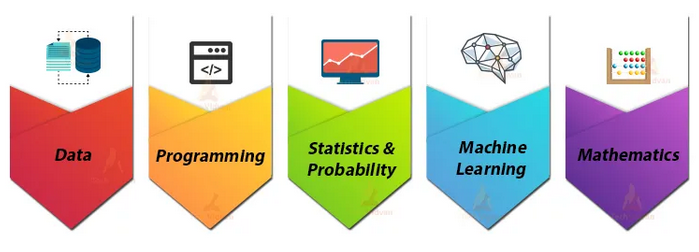 </>
Data
Programming
Statistics &
Probability
Machine
Learning
Mathematics